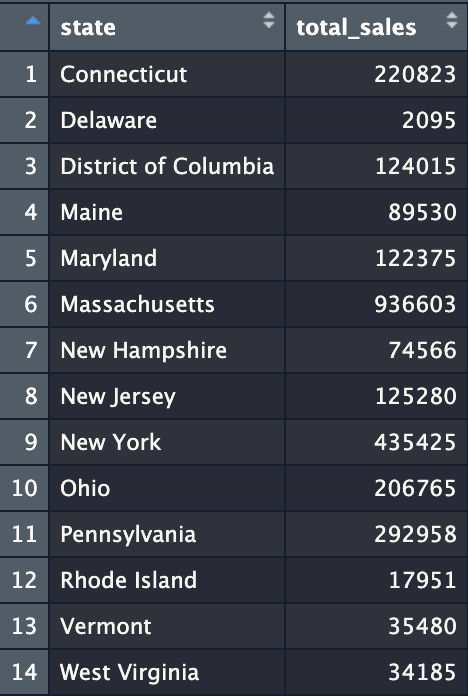 state total_sales
1 Connecticut 220823
2 Delaware 2095
3 District of Columbia 124015
4 Maine 89530
5 Maryland 122375
6 Massachusetts 936603
7 New Hampshire 74566
8 New Jersey 125280
9 New York 435425
10 Ohio 206765
11 Pennsylvania 292958
12 Rhode Island 17951
13 Vermont 35480
14 West Virginia 34185